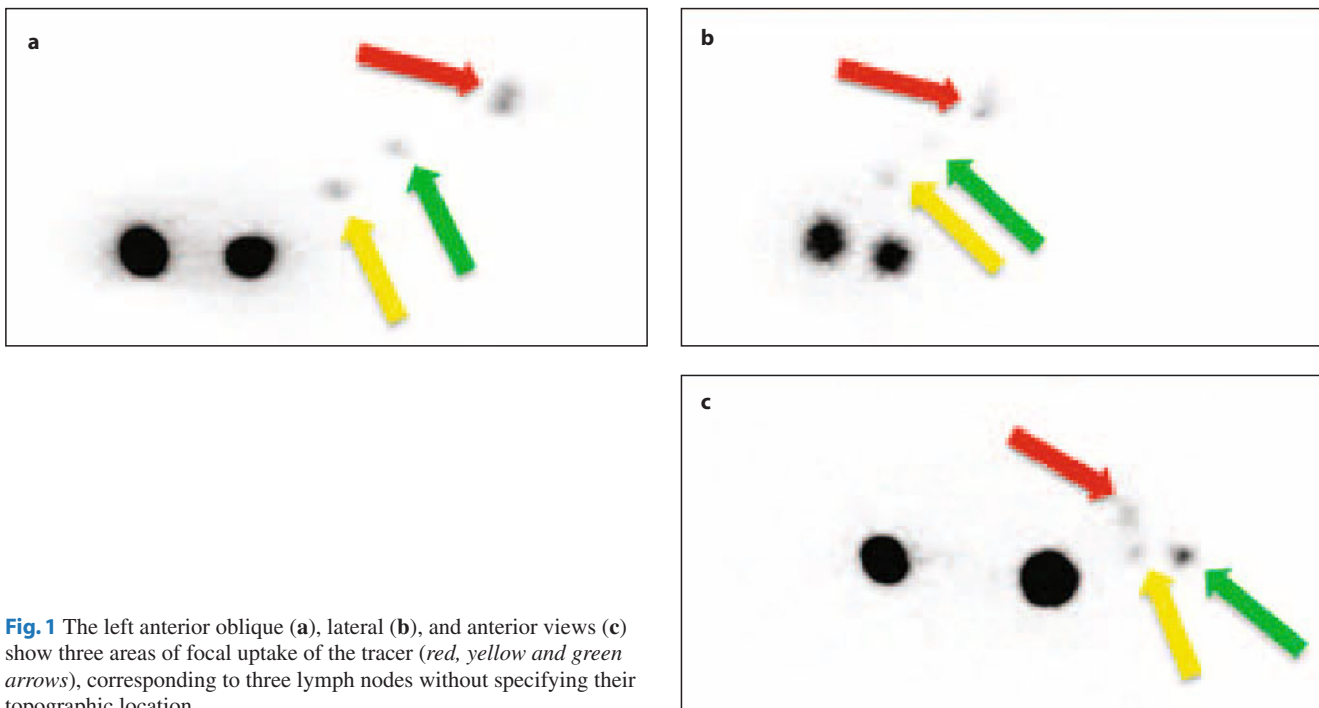 a
b
c
Fig. 1 The left anterior oblique (a), lateral (b), and anterior views (c)
show three areas of focal uptake of the tracer (red, yellow and green
arrows), corresponding to three lymph nodes without specifying their
topographic location